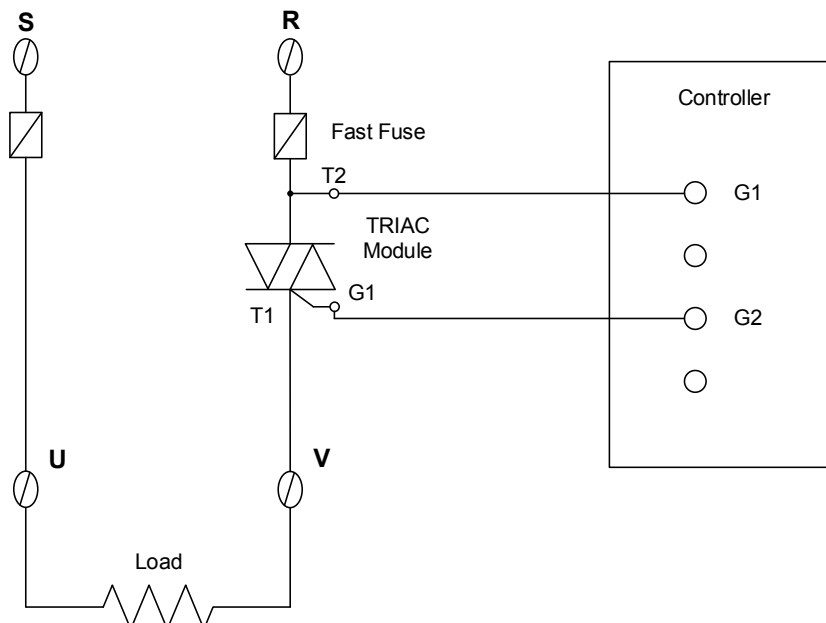 S
R
Controller
Fast Fuse
T2
G1
TRIAC
Module
G1
T1
G2
U
V
Load